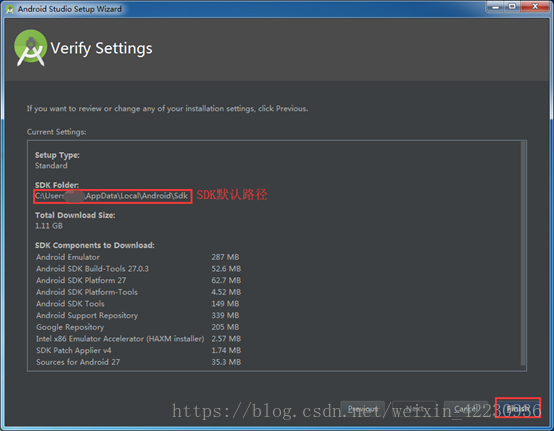 Android Studio Setup Wizard
Verify Settings
If you want to review or change any of your installation settings, click Previous.
Current Settings:
Setup Type:
Standard
SDK Folder:
C:\Users AppData\Local\Android\Sdk SDK默认路径
Total Download Size:
1.11 GB
SDK Components to Download:
Android Emulator 287 MB
Android SDK Build-Tools 27.0.3 52.6 MB
Android SDK Platform 27 62.7 MB
Android SDK Platform-Tools 4.52 MB
Android SDK Tools 149 MB
Android Support Repository 339 MB
Google Repository 205 MB
Intel x86 Emulator Accelerator (HAXM installer) 2.57 MB
SDK Patch Applier v4 1.74 MB
Sources for Android 27 35.3 MB
Previous Next Cancel Finish
https://blog.csdn.net/weixin_42230956